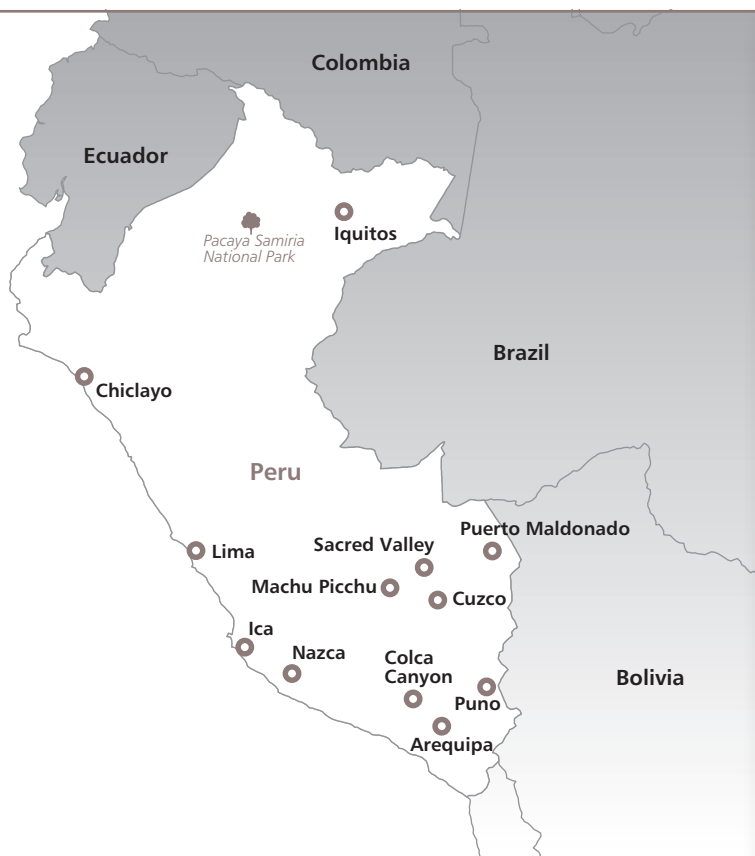 Colombia
Ecuador
Iquitos
Pacaya Samiria
National Park
Brazil
Chiclayo
Peru
Puerto Maldonado
Sacred Valley
Lima
Machu Picchu
Cuzco
Ica
Nazca
Colca
Canyon
Bolivia
Puno
Arequipa